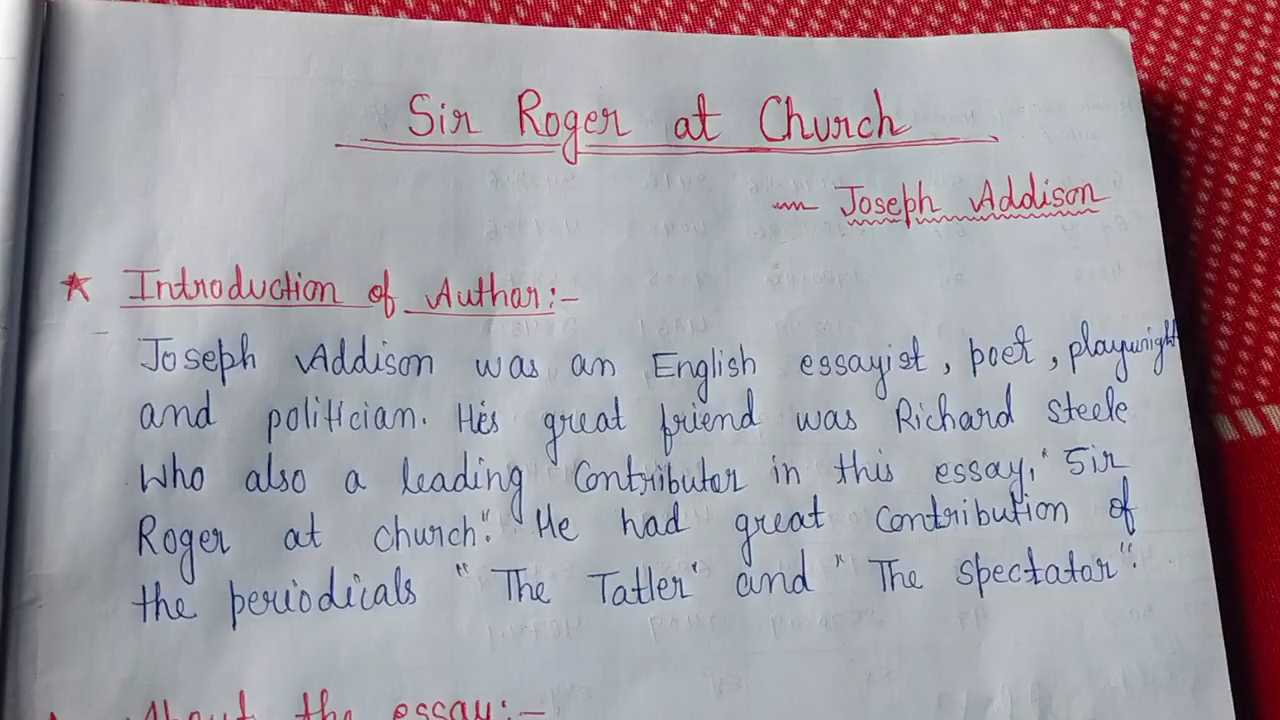 Sir Roger at Church
— Joseph Addison
* Introduction of Author:-
Joseph Addison was an English essayist, poet, playwright
and politician. His great friend was Richard Steele
Who also a leading Contributor in this essay, "Sir
Roger at church". He had great Contribution of
the periodicals "The Tatler" and "The Spectator".
About the essay:-